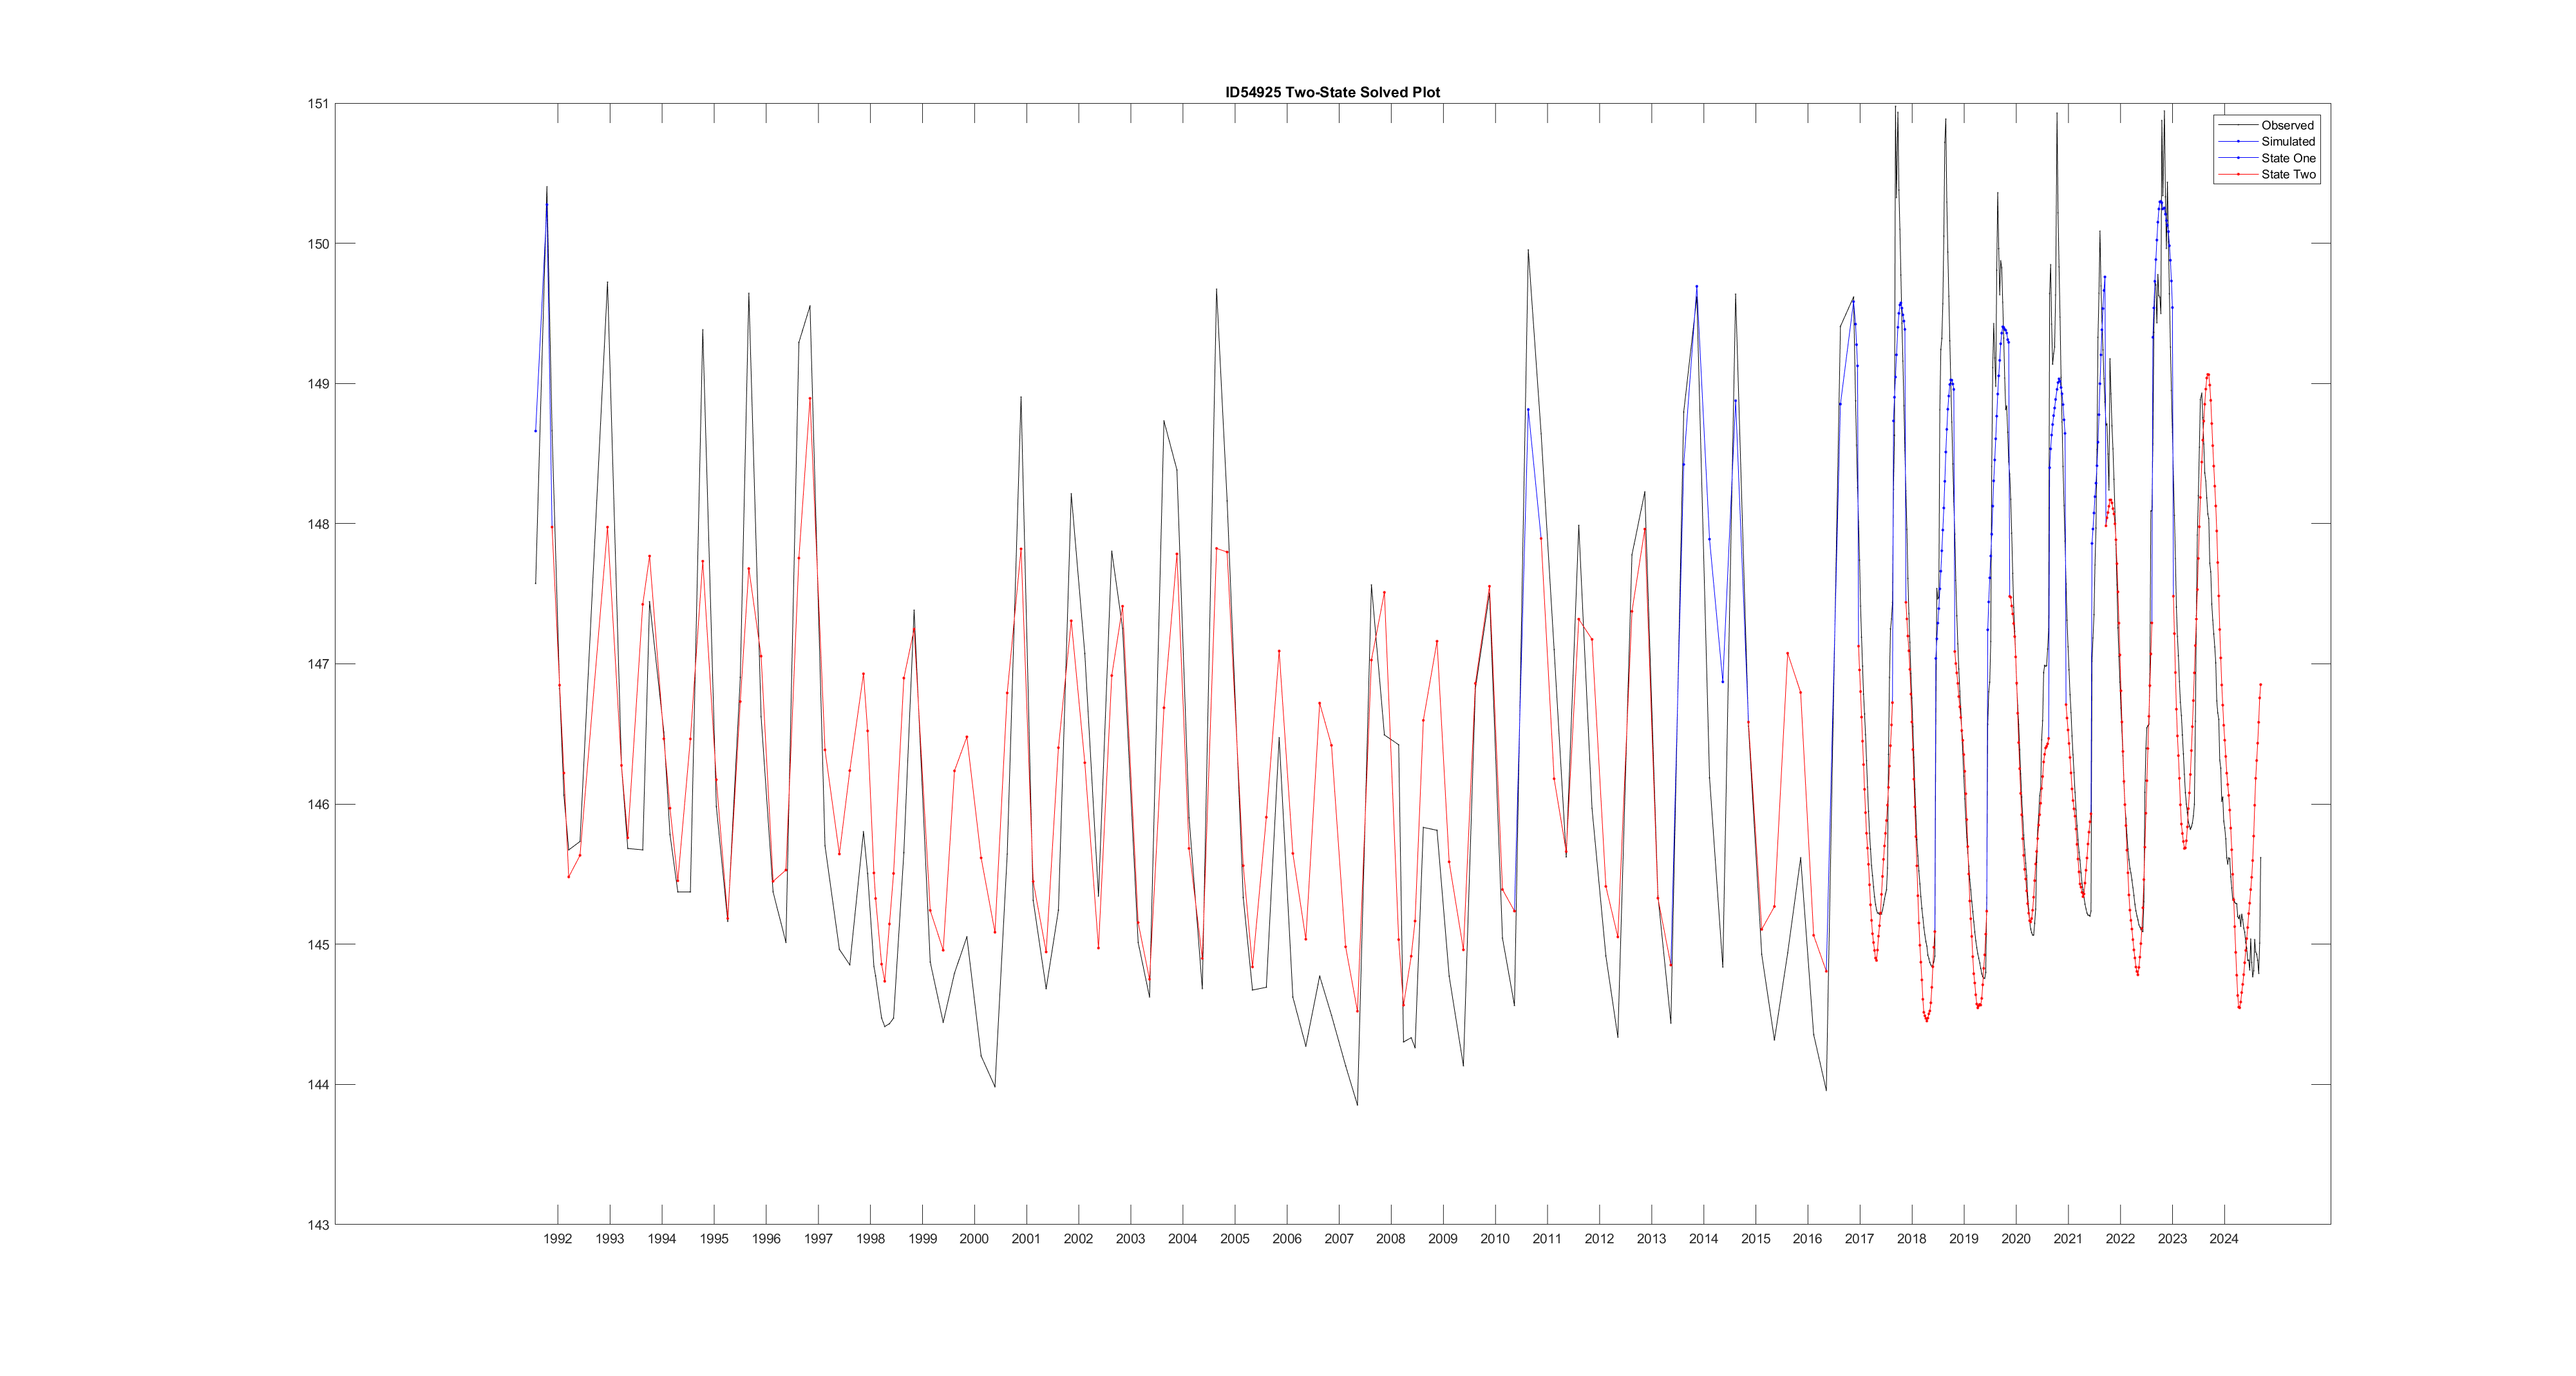 ID54925 Two-State Solved Plot
151
150
149
148
147
146
145
144
143
Observed
Simulated
State One
State Two
1992 1993 1994 1995 1996 1997 1998 1999 2000 2001 2002 2003 2004 2005 2006 2007 2008 2009 2010 2011 2012 2013 2014 2015 2016 2017 2018 2019 2020 2021 2022 2023 2024